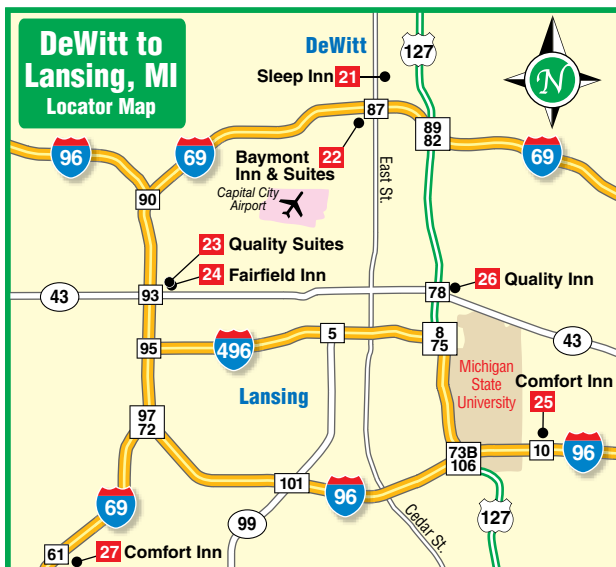 DeWitt to
Lansing, MI
Locator Map
DeWitt
127
N
Sleep Inn 21
87
96
69
89
82
69
Baymont 22
Inn & Suites
Capital City
Airport
East St.
90
23 Quality Suites
24 Fairfield Inn
26 Quality Inn
43
93
78
43
5
8
75
95
496
Michigan
State
University
Comfort Inn
25
Lansing
97
72
73B
106
10
96
101
96
69
99
Cedar St.
127
61
27 Comfort Inn